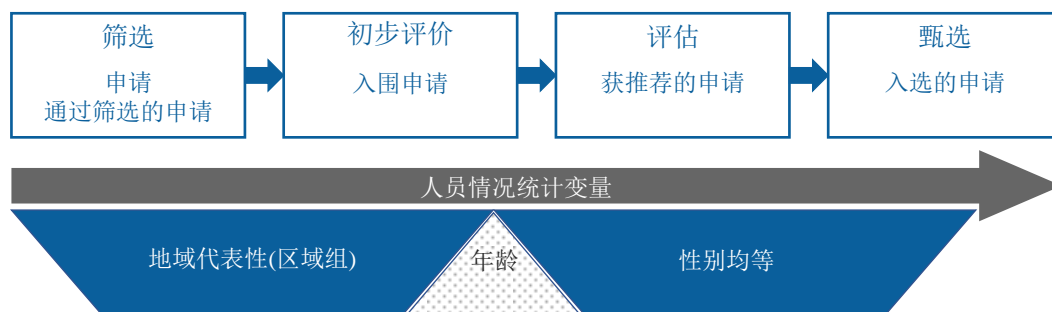 筛选
申请
通过筛选的申请
初步评价
入围申请
评估
获推荐的申请
甄选
入选的申请
人员情况统计变量
地域代表性(区域组)
年龄
性别均等